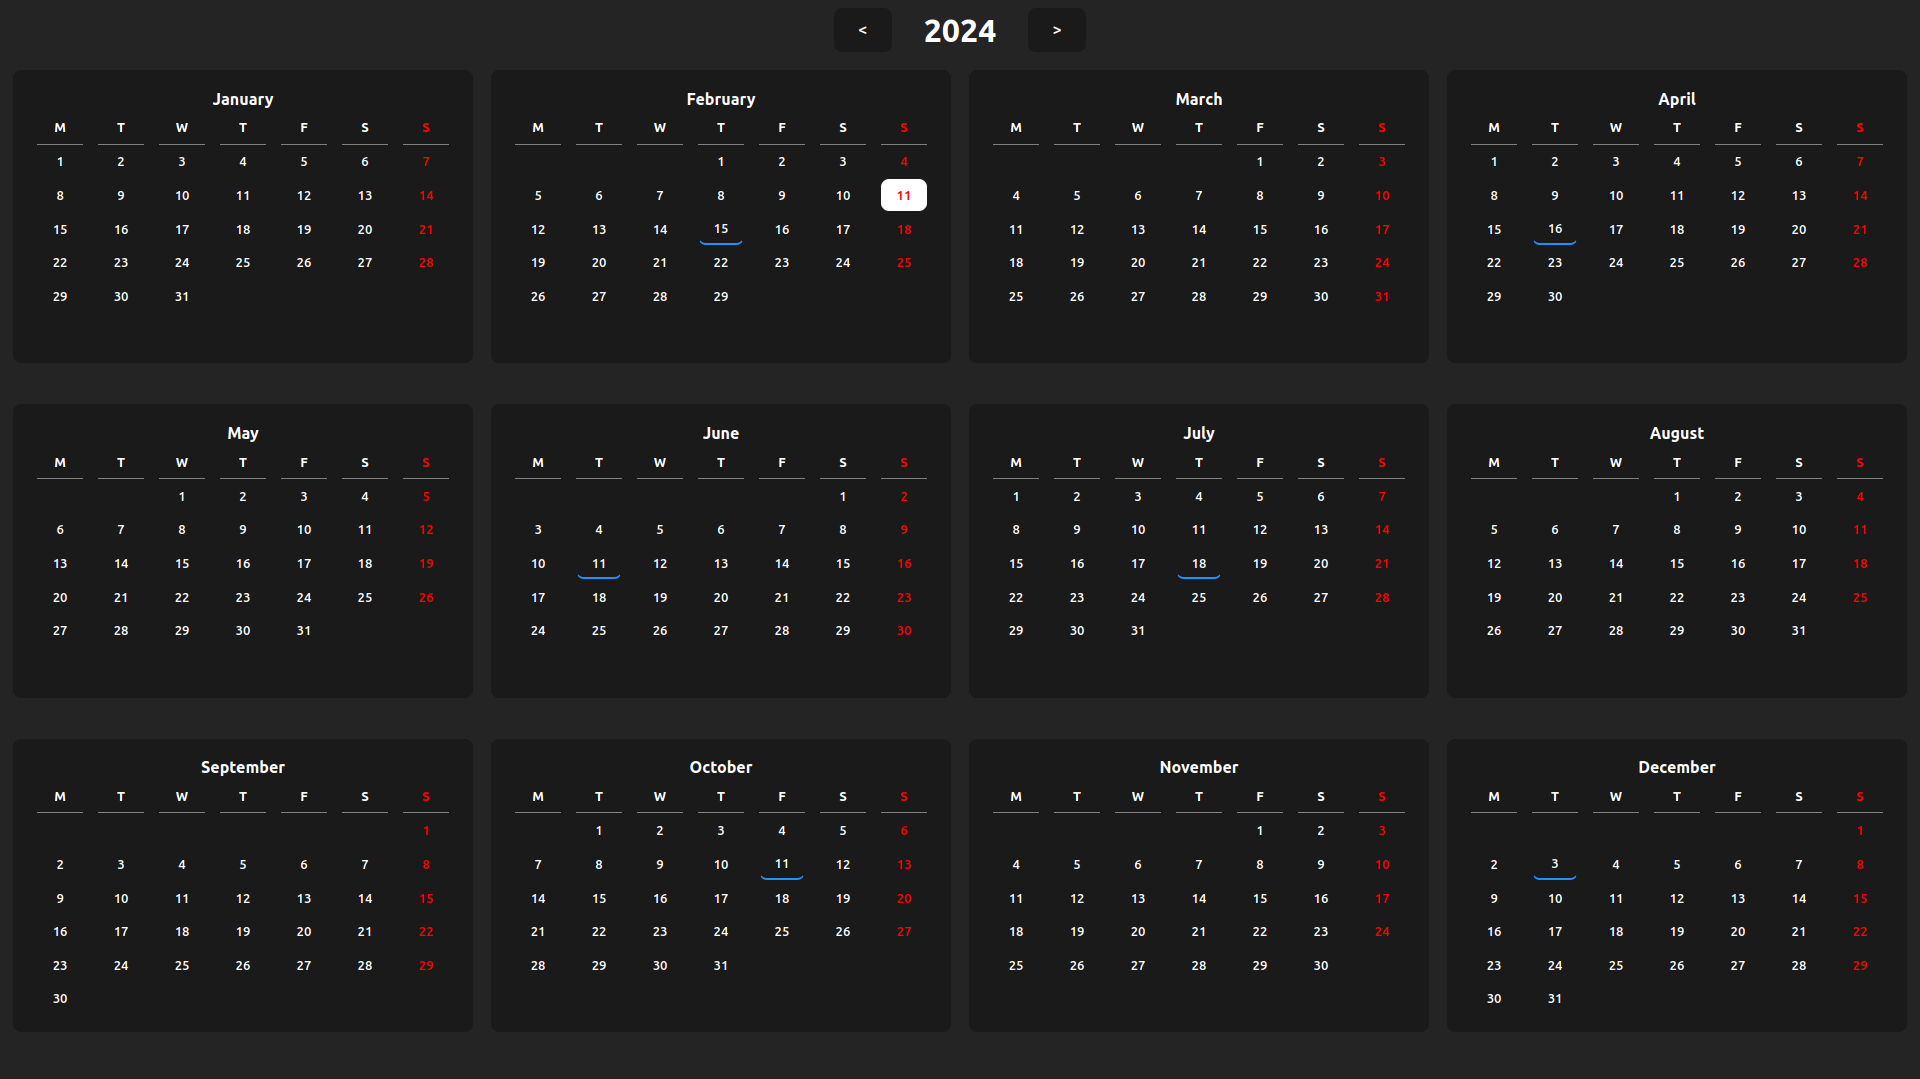 < 2024 >
January
M T W T F S S
1 2 3 4 5 6 7
8 9 10 11 12 13 14
15 16 17 18 19 20 21
22 23 24 25 26 27 28
29 30 31
February
M T W T F S S
1 2 3 4
5 6 7 8 9 10 11
12 13 14 15 16 17 18
19 20 21 22 23 24 25
26 27 28 29
March
M T W T F S S
1 2 3
4 5 6 7 8 9 10
11 12 13 14 15 16 17
18 19 20 21 22 23 24
25 26 27 28 29 30 31
April
M T W T F S S
1 2 3 4 5 6 7
8 9 10 11 12 13 14
15 16 17 18 19 20 21
22 23 24 25 26 27 28
29 30
May
M T W T F S S
1 2 3 4 5
6 7 8 9 10 11 12
13 14 15 16 17 18 19
20 21 22 23 24 25 26
27 28 29 30 31
June
M T W T F S S
1 2
3 4 5 6 7 8 9
10 11 12 13 14 15 16
17 18 19 20 21 22 23
24 25 26 27 28 29 30
July
M T W T F S S
1 2 3 4 5 6 7
8 9 10 11 12 13 14
15 16 17 18 19 20 21
22 23 24 25 26 27 28
29 30 31
August
M T W T F S S
1 2 3 4
5 6 7 8 9 10 11
12 13 14 15 16 17 18
19 20 21 22 23 24 25
26 27 28 29 30 31
September
M T W T F S S
1
2 3 4 5 6 7 8
9 10 11 12 13 14 15
16 17 18 19 20 21 22
23 24 25 26 27 28 29
30
October
M T W T F S S
1 2 3 4 5 6
7 8 9 10 11 12 13
14 15 16 17 18 19 20
21 22 23 24 25 26 27
28 29 30 31
November
M T W T F S S
1 2 3
4 5 6 7 8 9 10
11 12 13 14 15 16 17
18 19 20 21 22 23 24
25 26 27 28 29 30
December
M T W T F S S
1
2 3 4 5 6 7 8
9 10 11 12 13 14 15
16 17 18 19 20 21 22
23 24 25 26 27 28 29
30 31